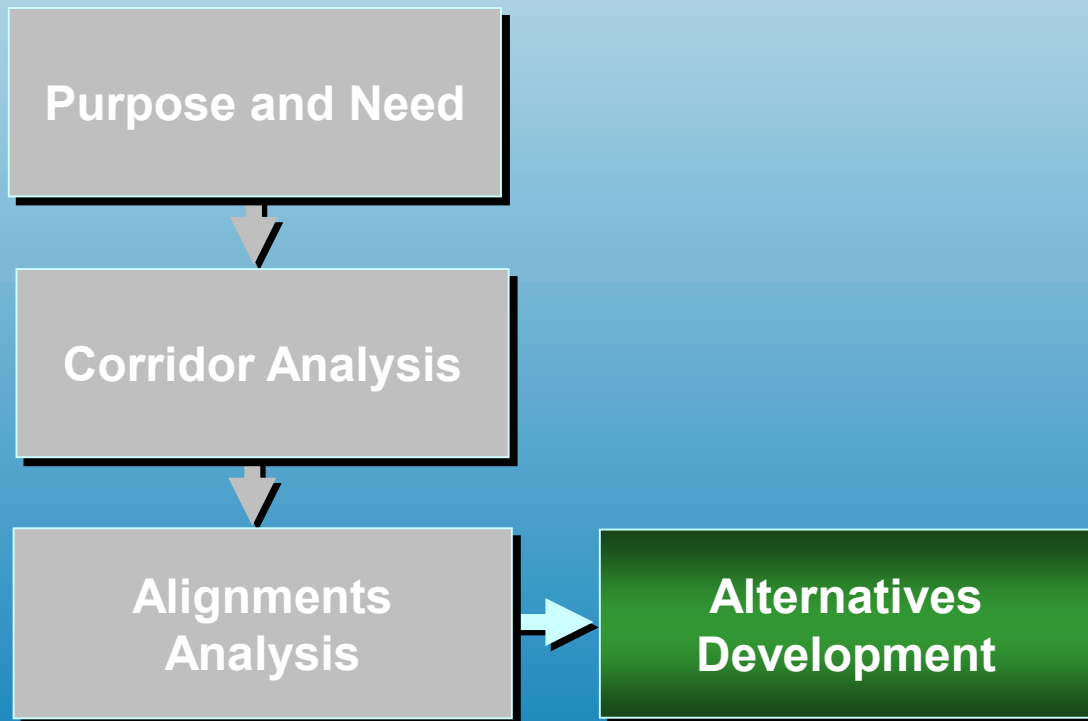 Purpose and Need
Corridor Analysis
Alignments
Analysis
Alternatives
Development